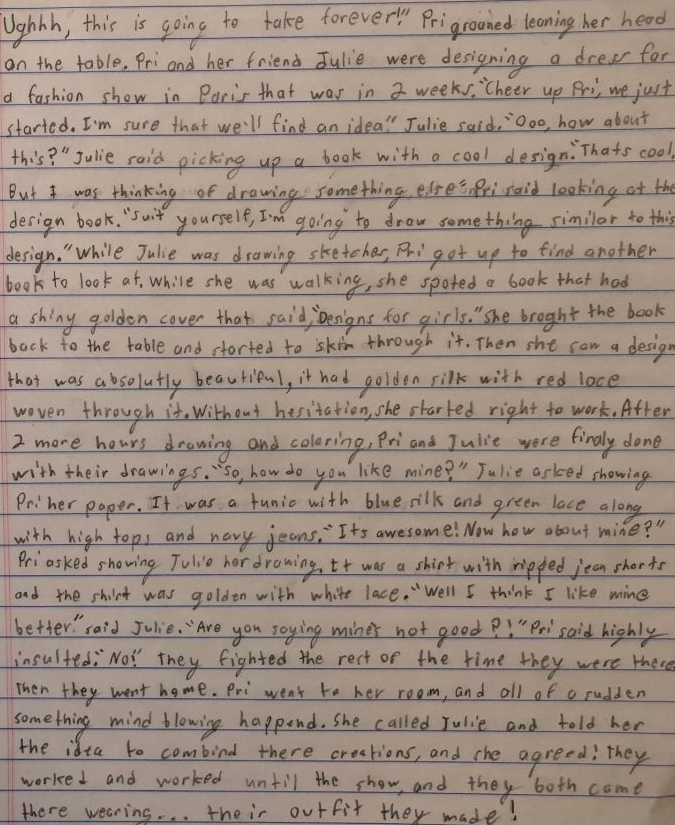 Ughhh, this is going to take forever!" Pri groaned leaning her head
on the table. Pri and her friend Julie were designing a dress for
a fashion show in Paris that was in 2 weeks. "Cheer up Pri, we just
started. I'm sure that we'll find an idea." Julie said. "Ooo, how about
this?" Julie said picking up a book with a cool design. "Thats cool.
But I was thinking of drawing something else" Pri said looking at the
design book. "Suit yourself, I'm going to draw something similar to this
design." While Julie was drawing sketches, Pri got up to find another
book to look at. While she was walking, she spoted a book that had
a shiny golden cover that said, "Designs for girls." She broght the book
back to the table and started to skim through it. Then she saw a design
that was absolutly beautiful, it had golden silk with red lace
woven through it. Without hesitation, she started right to work. After
2 more hours drawing and coloring, Pri and Julie were finaly done
with their drawings. "So, how do you like mine?" Julie asked showing
Pri her paper. It was a tunic with blue silk and green lace along
with high tops and navy jeans. "Its awesome! Now how about mine?"
Pri asked showing Julie her drawing. It was a shirt with ripped jean shorts
and the shirt was golden with white lace. "Well I think I like mine
better" said Julie. "Are you saying mine's not good?!" Pri said highly
insulted. "No!" They fighted the rest of the time they were there
Then they went home. Pri went to her room, and all of a sudden
something mind blowing happend. She called Julie and told her
the idea to combind there creations, and she agreed! They
worked and worked until the show, and they both came
there wearing... their outfit they made!